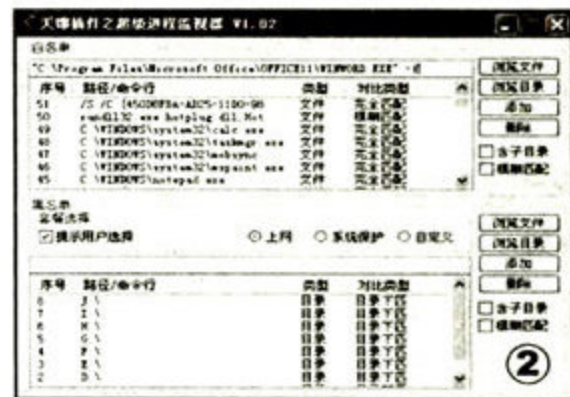 天娜插件之超级进程监视器 V1.02
白名单
"C \Program Files\Microsoft Office\OFFICE11\WINWORD EXE" -d
浏览文件
浏览目录
添加
删除
含子目录
模糊匹配
序号 路径/命令行 类型 对比类型
51 /S /C 文件 完全匹配
50 rundll32 exe hotplug dll.Hot 文件 模糊匹配
49 C \WINDOWS\system32\calc exe 文件 完全匹配
48 C \WINDOWS\system32\taskmgr exe 文件 完全匹配
47 C \WINDOWS\system32\mobsync 文件 完全匹配
46 C \WINDOWS\system32\mspaint exe 文件 完全匹配
45 C \WINDOWS\notepad exe 文件 完全匹配
黑名单
套餐选择
提示用户选择 上网 系统保护 自定义
浏览文件
浏览目录
添加
删除
含子目录
模糊匹配
序号 路径/命令行 类型 对比类型
8 J \ 目录 目录下匹
7 I \ 目录 目录下匹
6 H \ 目录 目录下匹
5 G \ 目录 目录下匹
4 F \ 目录 目录下匹
3 E \ 目录 目录下匹
2 D \ 目录 目录下匹
②